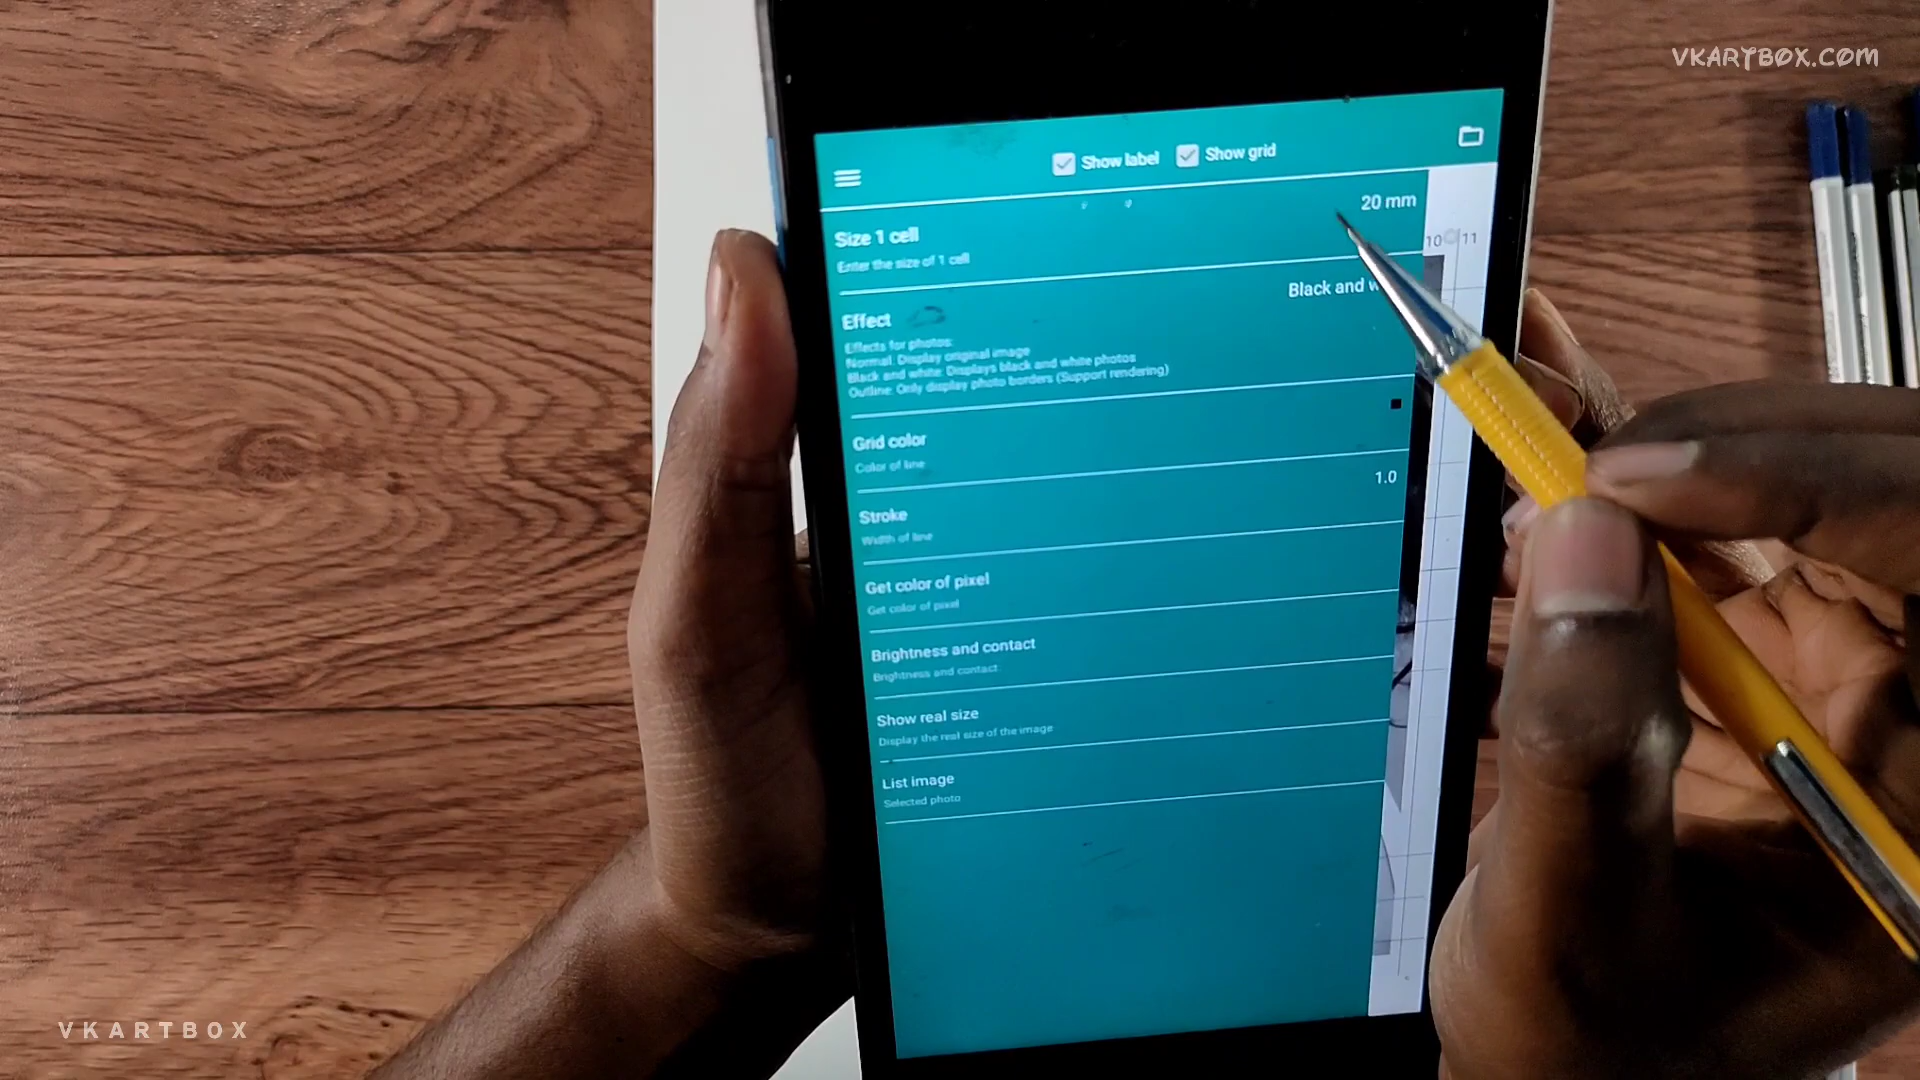 VKARTBOX.COM
Show label
Show grid
20 mm
Size 1 cell
Enter the size of 1 cell
10 11
Black and
Effect
Effects for photos:
Normal: Display original image
Black and white: Displays black and white photos
Outline: Only display photo borders (Support rendering)
Grid color
Color of line
1.0
Stroke
Width of line
Get color of pixel
Get color of pixel
Brightness and contact
Brightness and contact
Show real size
Display the real size of the image
List image
Selected photo
VKARTBOX